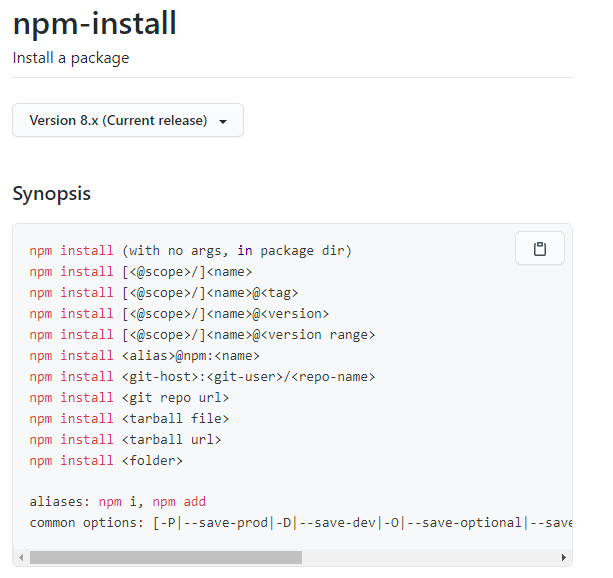 npm-install
Install a package
Version 8.x (Current release)
Synopsis
npm install (with no args, in package dir)
npm install [<@scope>/]<name>
npm install [<@scope>/]<name>@<tag>
npm install [<@scope>/]<name>@<version>
npm install [<@scope>/]<name>@<version range>
npm install <alias>@npm:<name>
npm install <git-host>:<git-user>/<repo-name>
npm install <git repo url>
npm install <tarball file>
npm install <tarball url>
npm install <folder>
aliases: npm i, npm add
common options: [-P|--save-prod|-D|--save-dev|-O|--save-optional|--save